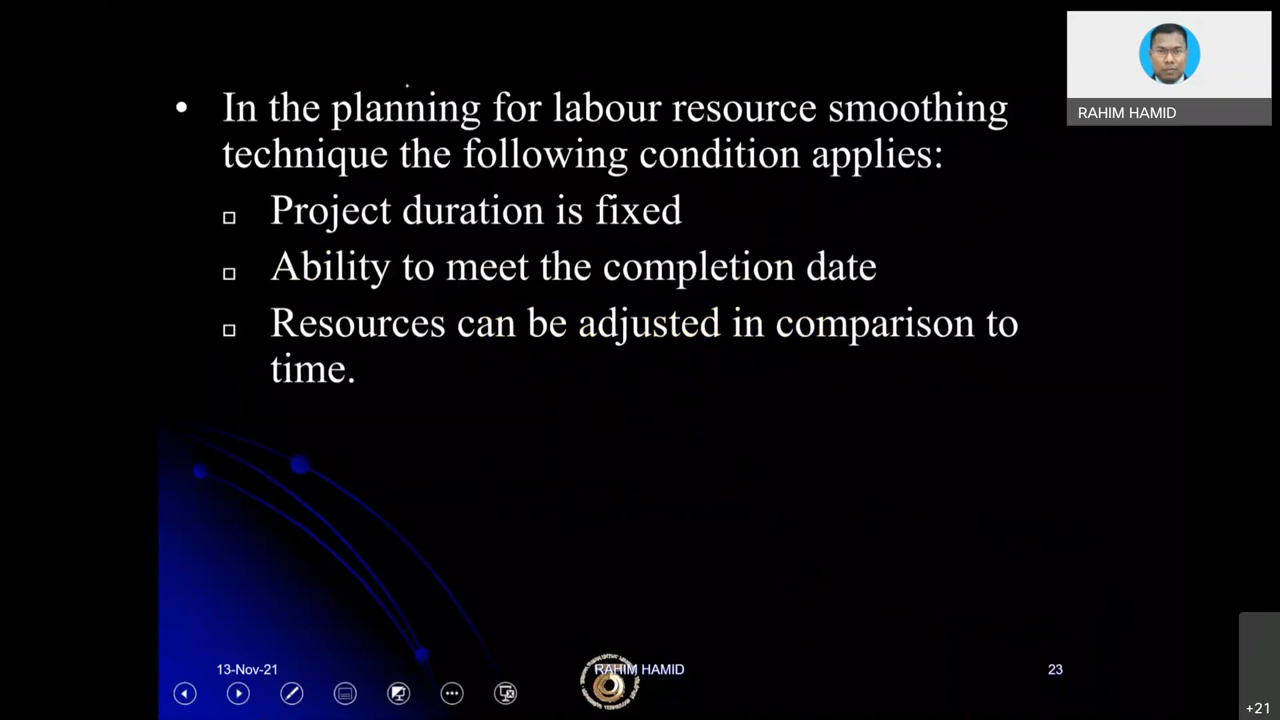 RAHIM HAMID
• In the planning for labour resource smoothing
technique the following condition applies:
▫ Project duration is fixed
▫ Ability to meet the completion date
▫ Resources can be adjusted in comparison to
time.
13-Nov-21
RAHIM HAMID
23
+21